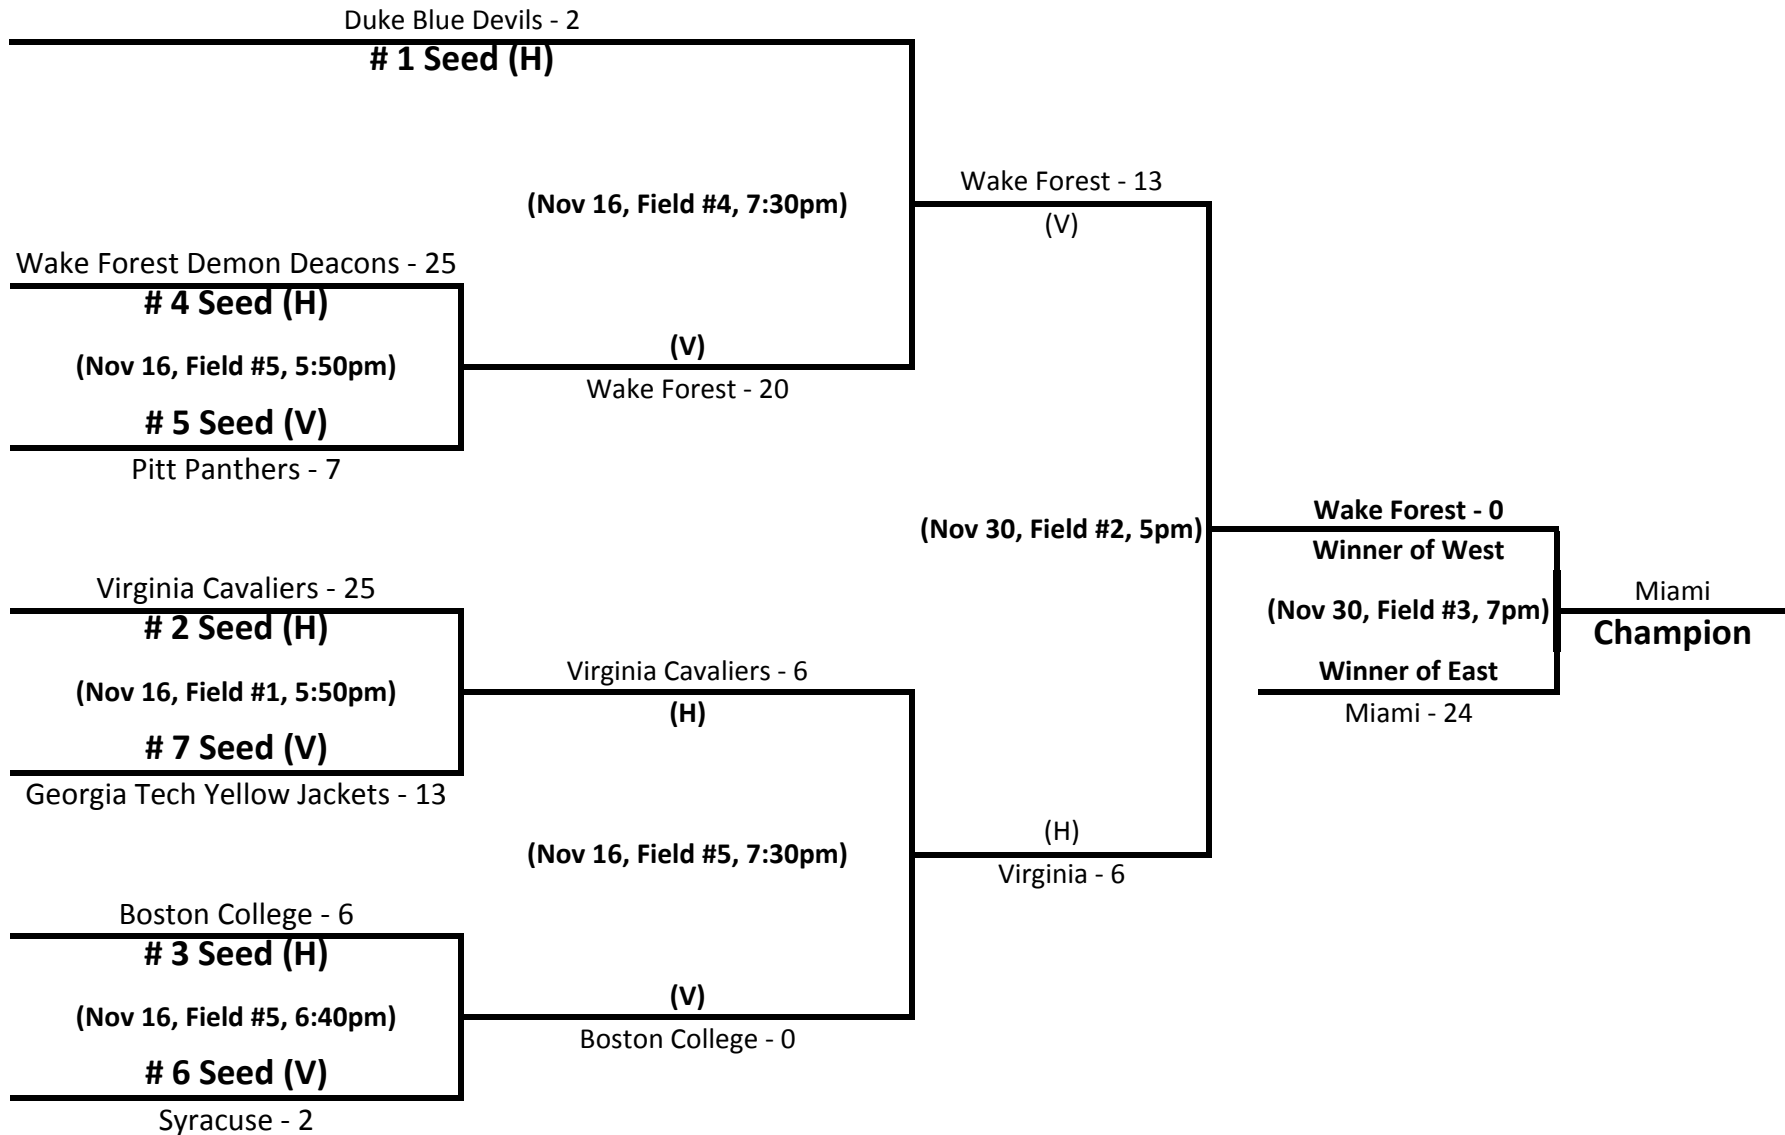 Duke Blue Devils - 2
# 1 Seed (H)
(Nov 16, Field #4, 7:30pm)
Wake Forest Demon Deacons - 25
# 4 Seed (H)
(Nov 16, Field #5, 5:50pm)
# 5 Seed (V)
Pitt Panthers - 7
(V)
Wake Forest - 20
Wake Forest - 13
(V)
Virginia Cavaliers - 25
# 2 Seed (H)
(Nov 16, Field #1, 5:50pm)
# 7 Seed (V)
Georgia Tech Yellow Jackets - 13
Virginia Cavaliers - 6
(H)
(Nov 16, Field #5, 7:30pm)
Boston College - 6
# 3 Seed (H)
(Nov 16, Field #5, 6:40pm)
# 6 Seed (V)
Syracuse - 2
(V)
Boston College - 0
(H)
Virginia - 6
(Nov 30, Field #2, 5pm)
Wake Forest - 0
Winner of West
(Nov 30, Field #3, 7pm)
Winner of East
Miami - 24
Miami
Champion